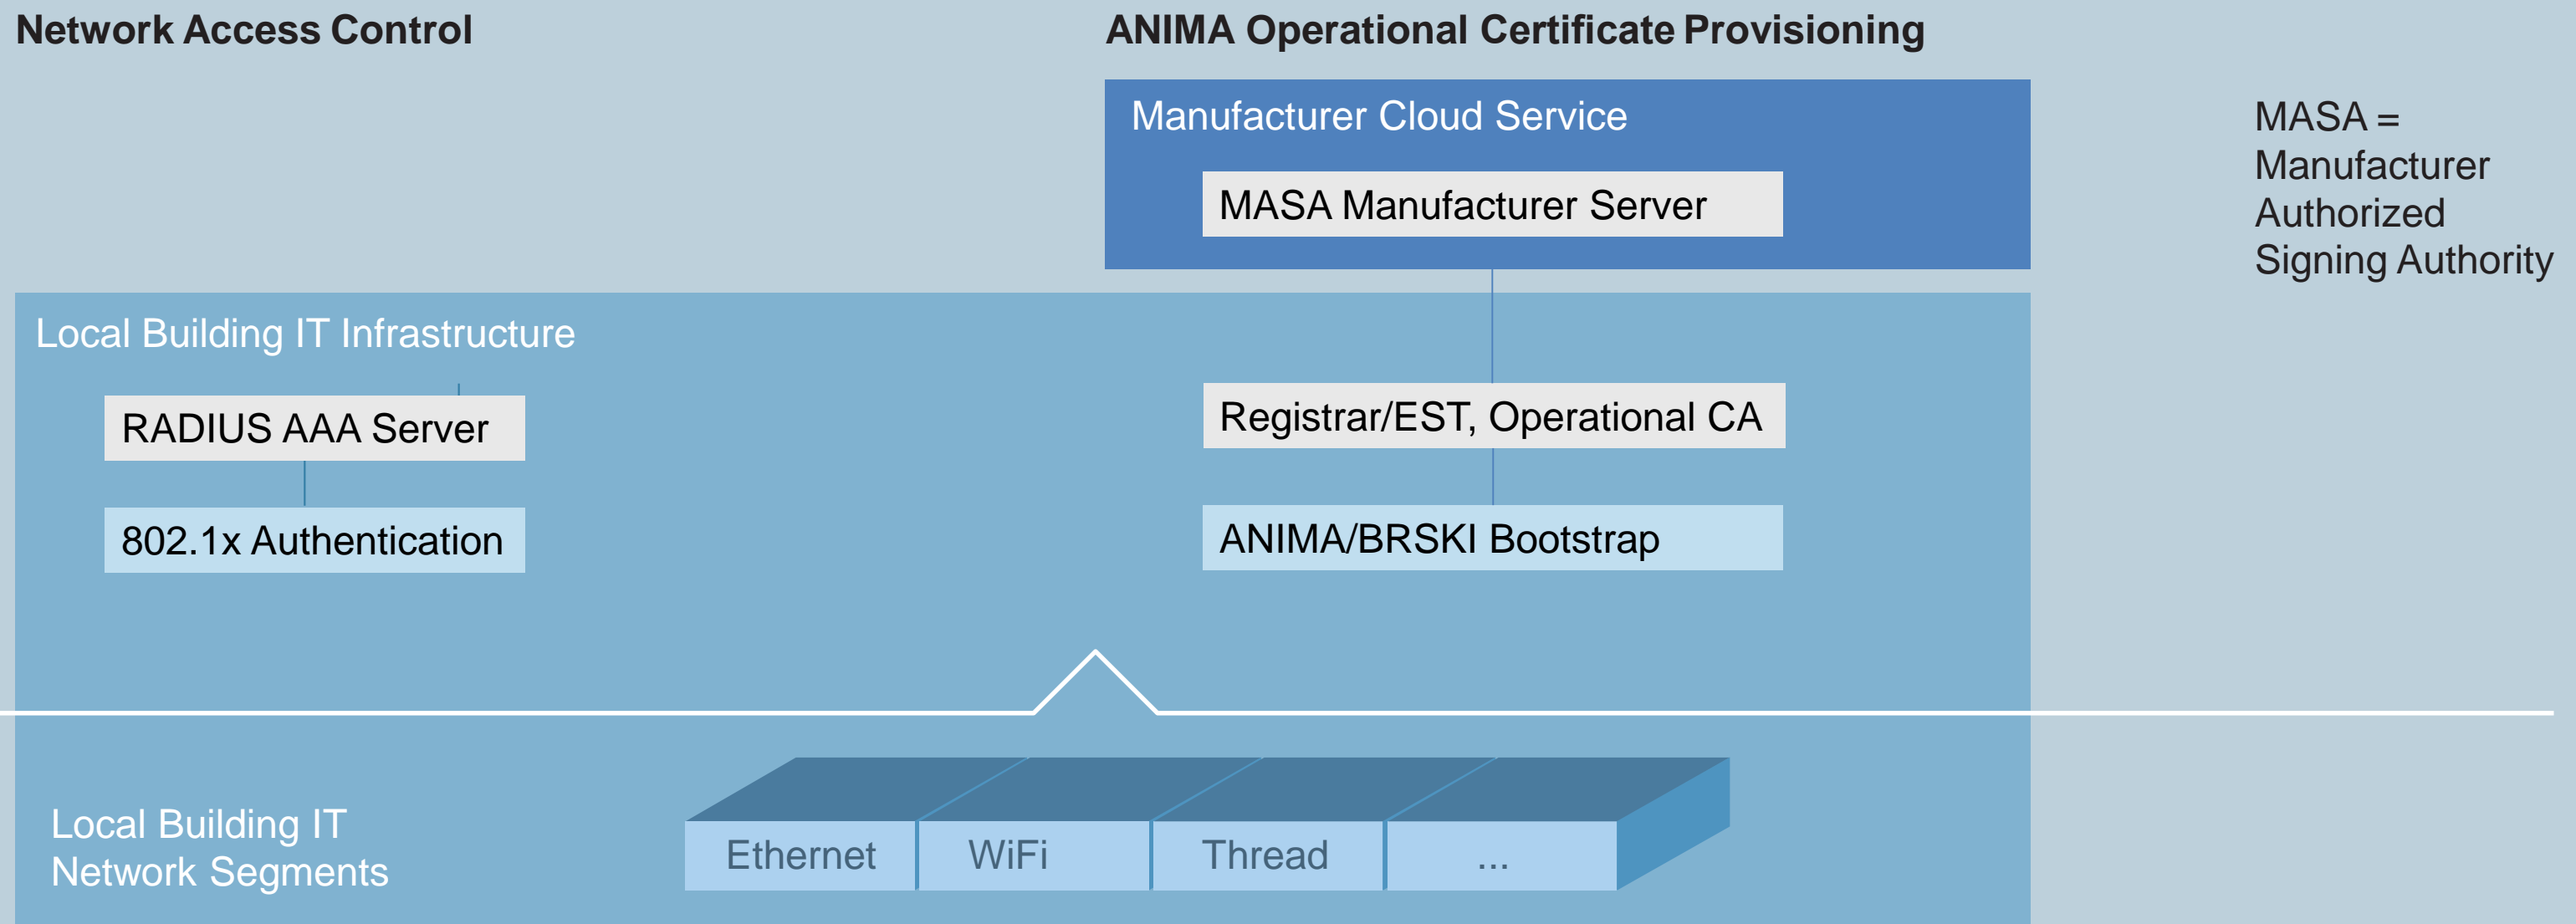 Network Access Control
ANIMA Operational Certificate Provisioning
Manufacturer Cloud Service
MASA Manufacturer Server
MASA =
Manufacturer
Authorized
Signing Authority
Local Building IT Infrastructure
RADIUS AAA Server
802.1x Authentication
Registrar/EST, Operational CA
ANIMA/BRSKI Bootstrap
Local Building IT
Network Segments
Ethernet
WiFi
Thread
...